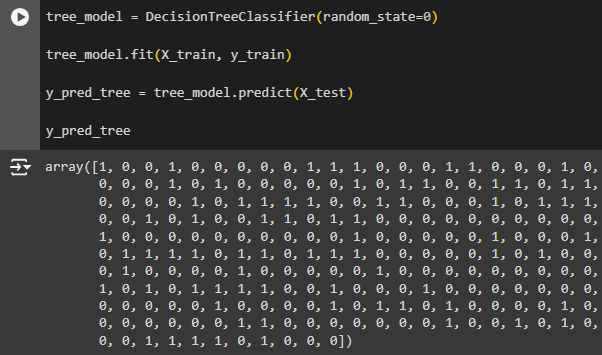 tree_model = DecisionTreeClassifier(random_state=0)
tree_model.fit(X_train, y_train)
y_pred_tree = tree_model.predict(X_test)
y_pred_tree
array([1, 0, 0, 1, 0, 0, 0, 0, 0, 1, 1, 1, 0, 0, 0, 1, 1, 0, 0, 0, 1, 0,
0, 0, 0, 1, 0, 1, 0, 0, 0, 0, 0, 1, 0, 1, 1, 0, 0, 1, 1, 0, 1, 1,
0, 0, 0, 0, 1, 0, 1, 1, 1, 1, 0, 0, 1, 1, 0, 0, 0, 1, 0, 1, 1, 1,
0, 0, 1, 0, 1, 0, 0, 1, 1, 0, 1, 1, 0, 0, 0, 0, 0, 0, 0, 0, 0, 0,
1, 0, 0, 0, 0, 0, 0, 0, 0, 0, 1, 0, 0, 0, 0, 0, 1, 0, 0, 0, 1,
0, 1, 1, 1, 1, 0, 1, 1, 0, 1, 1, 1, 0, 0, 0, 0, 0, 0, 1, 0, 1, 0, 0,
0, 1, 0, 0, 0, 0, 1, 0, 0, 0, 0, 0, 1, 0, 0, 0, 0, 0, 0, 0, 0, 0,
1, 0, 1, 0, 1, 1, 1, 1, 0, 0, 1, 0, 0, 0, 1, 0, 0, 0, 0, 0, 0, 0,
0, 0, 0, 0, 0, 1, 0, 0, 0, 0, 1, 0, 1, 1, 0, 1, 0, 0, 0, 0, 1, 0,
0, 0, 0, 0, 0, 0, 1, 1, 0, 0, 0, 0, 0, 0, 0, 1, 0, 0, 1, 0, 1, 0,
0, 0, 1, 1, 1, 1, 0, 1, 0, 0, 0])